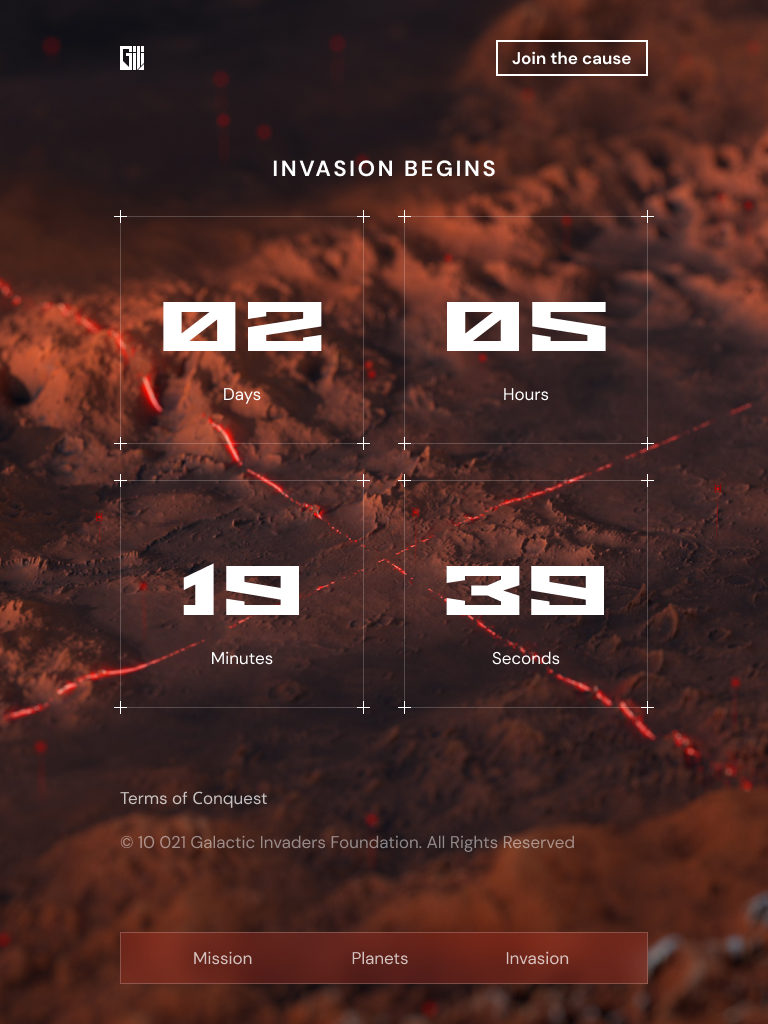 Gili
Join the cause
INVASION BEGINS
02
05
Days
Hours
19
39
Minutes
Seconds
Terms of Conquest
© 10 021 Galactic Invaders Foundation. All Rights Reserved
Mission Planets Invasion